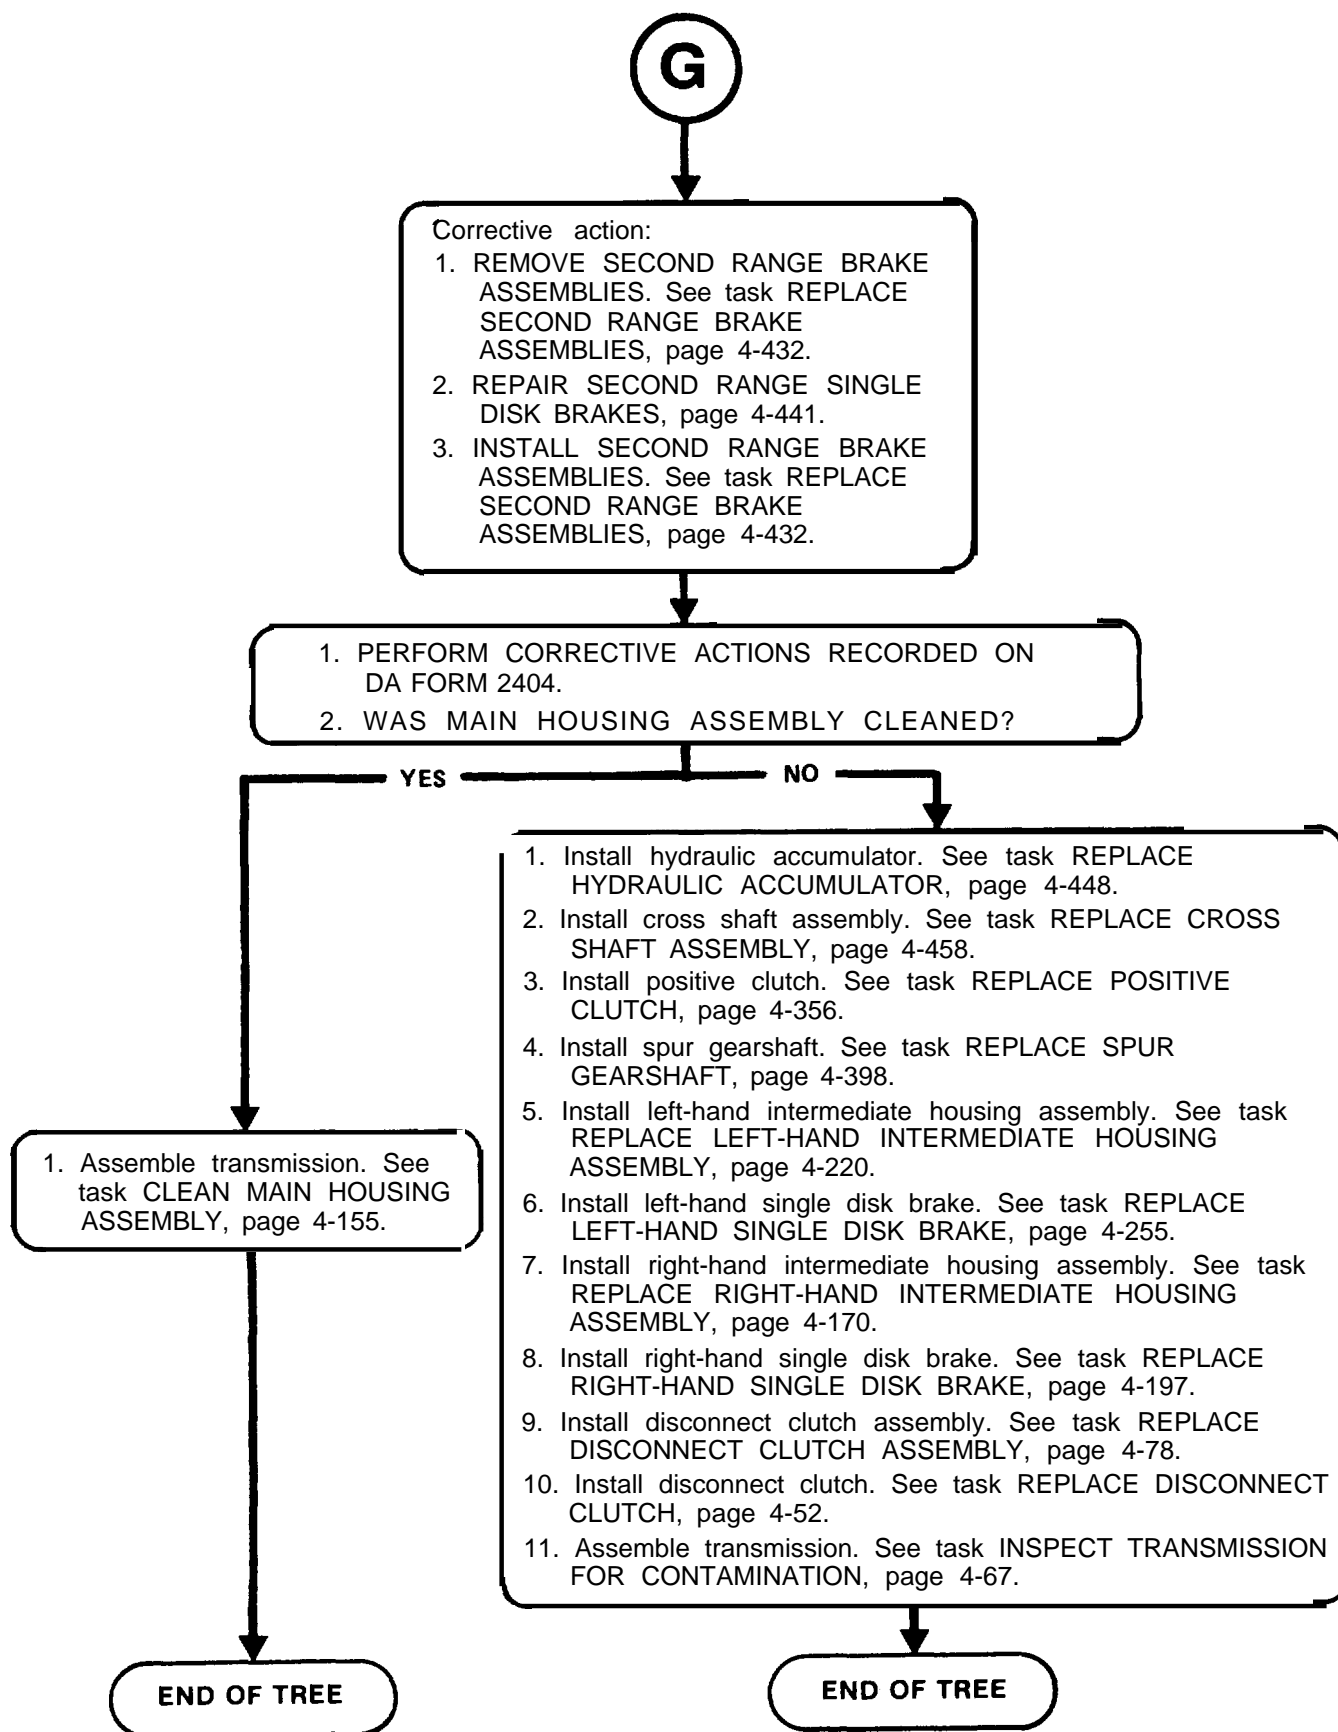 G
Corrective action:
1. REMOVE SECOND RANGE BRAKE
ASSEMBLIES. See task REPLACE
SECOND RANGE BRAKE
ASSEMBLIES, page 4-432.
2. REPAIR SECOND RANGE SINGLE
DISK BRAKES, page 4-441.
3. INSTALL SECOND RANGE BRAKE
ASSEMBLIES. See task REPLACE
SECOND RANGE BRAKE
ASSEMBLIES, page 4-432.
1. PERFORM CORRECTIVE ACTIONS RECORDED ON
DA FORM 2404.
2. WAS MAIN HOUSING ASSEMBLY CLEANED?
YES
NO
1. Assemble transmission. See
task CLEAN MAIN HOUSING
ASSEMBLY, page 4-155.
END OF TREE
1. Install hydraulic accumulator. See task REPLACE
HYDRAULIC ACCUMULATOR, page 4-448.
2. Install cross shaft assembly. See task REPLACE CROSS
SHAFT ASSEMBLY, page 4-458.
3. Install positive clutch. See task REPLACE POSITIVE
CLUTCH, page 4-356.
4. Install spur gearshaft. See task REPLACE SPUR
GEARSHAFT, page 4-398.
5. Install left-hand intermediate housing assembly. See task
REPLACE LEFT-HAND INTERMEDIATE HOUSING
ASSEMBLY, page 4-220.
6. Install left-hand single disk brake. See task REPLACE
LEFT-HAND SINGLE DISK BRAKE, page 4-255.
7. Install right-hand intermediate housing assembly. See task
REPLACE RIGHT-HAND INTERMEDIATE HOUSING
ASSEMBLY, page 4-170.
8. Install right-hand single disk brake. See task REPLACE
RIGHT-HAND SINGLE DISK BRAKE, page 4-197.
9. Install disconnect clutch assembly. See task REPLACE
DISCONNECT CLUTCH ASSEMBLY, page 4-78.
10. Install disconnect clutch. See task REPLACE DISCONNECT
CLUTCH, page 4-52.
11. Assemble transmission. See task INSPECT TRANSMISSION
FOR CONTAMINATION, page 4-67.
END OF TREE